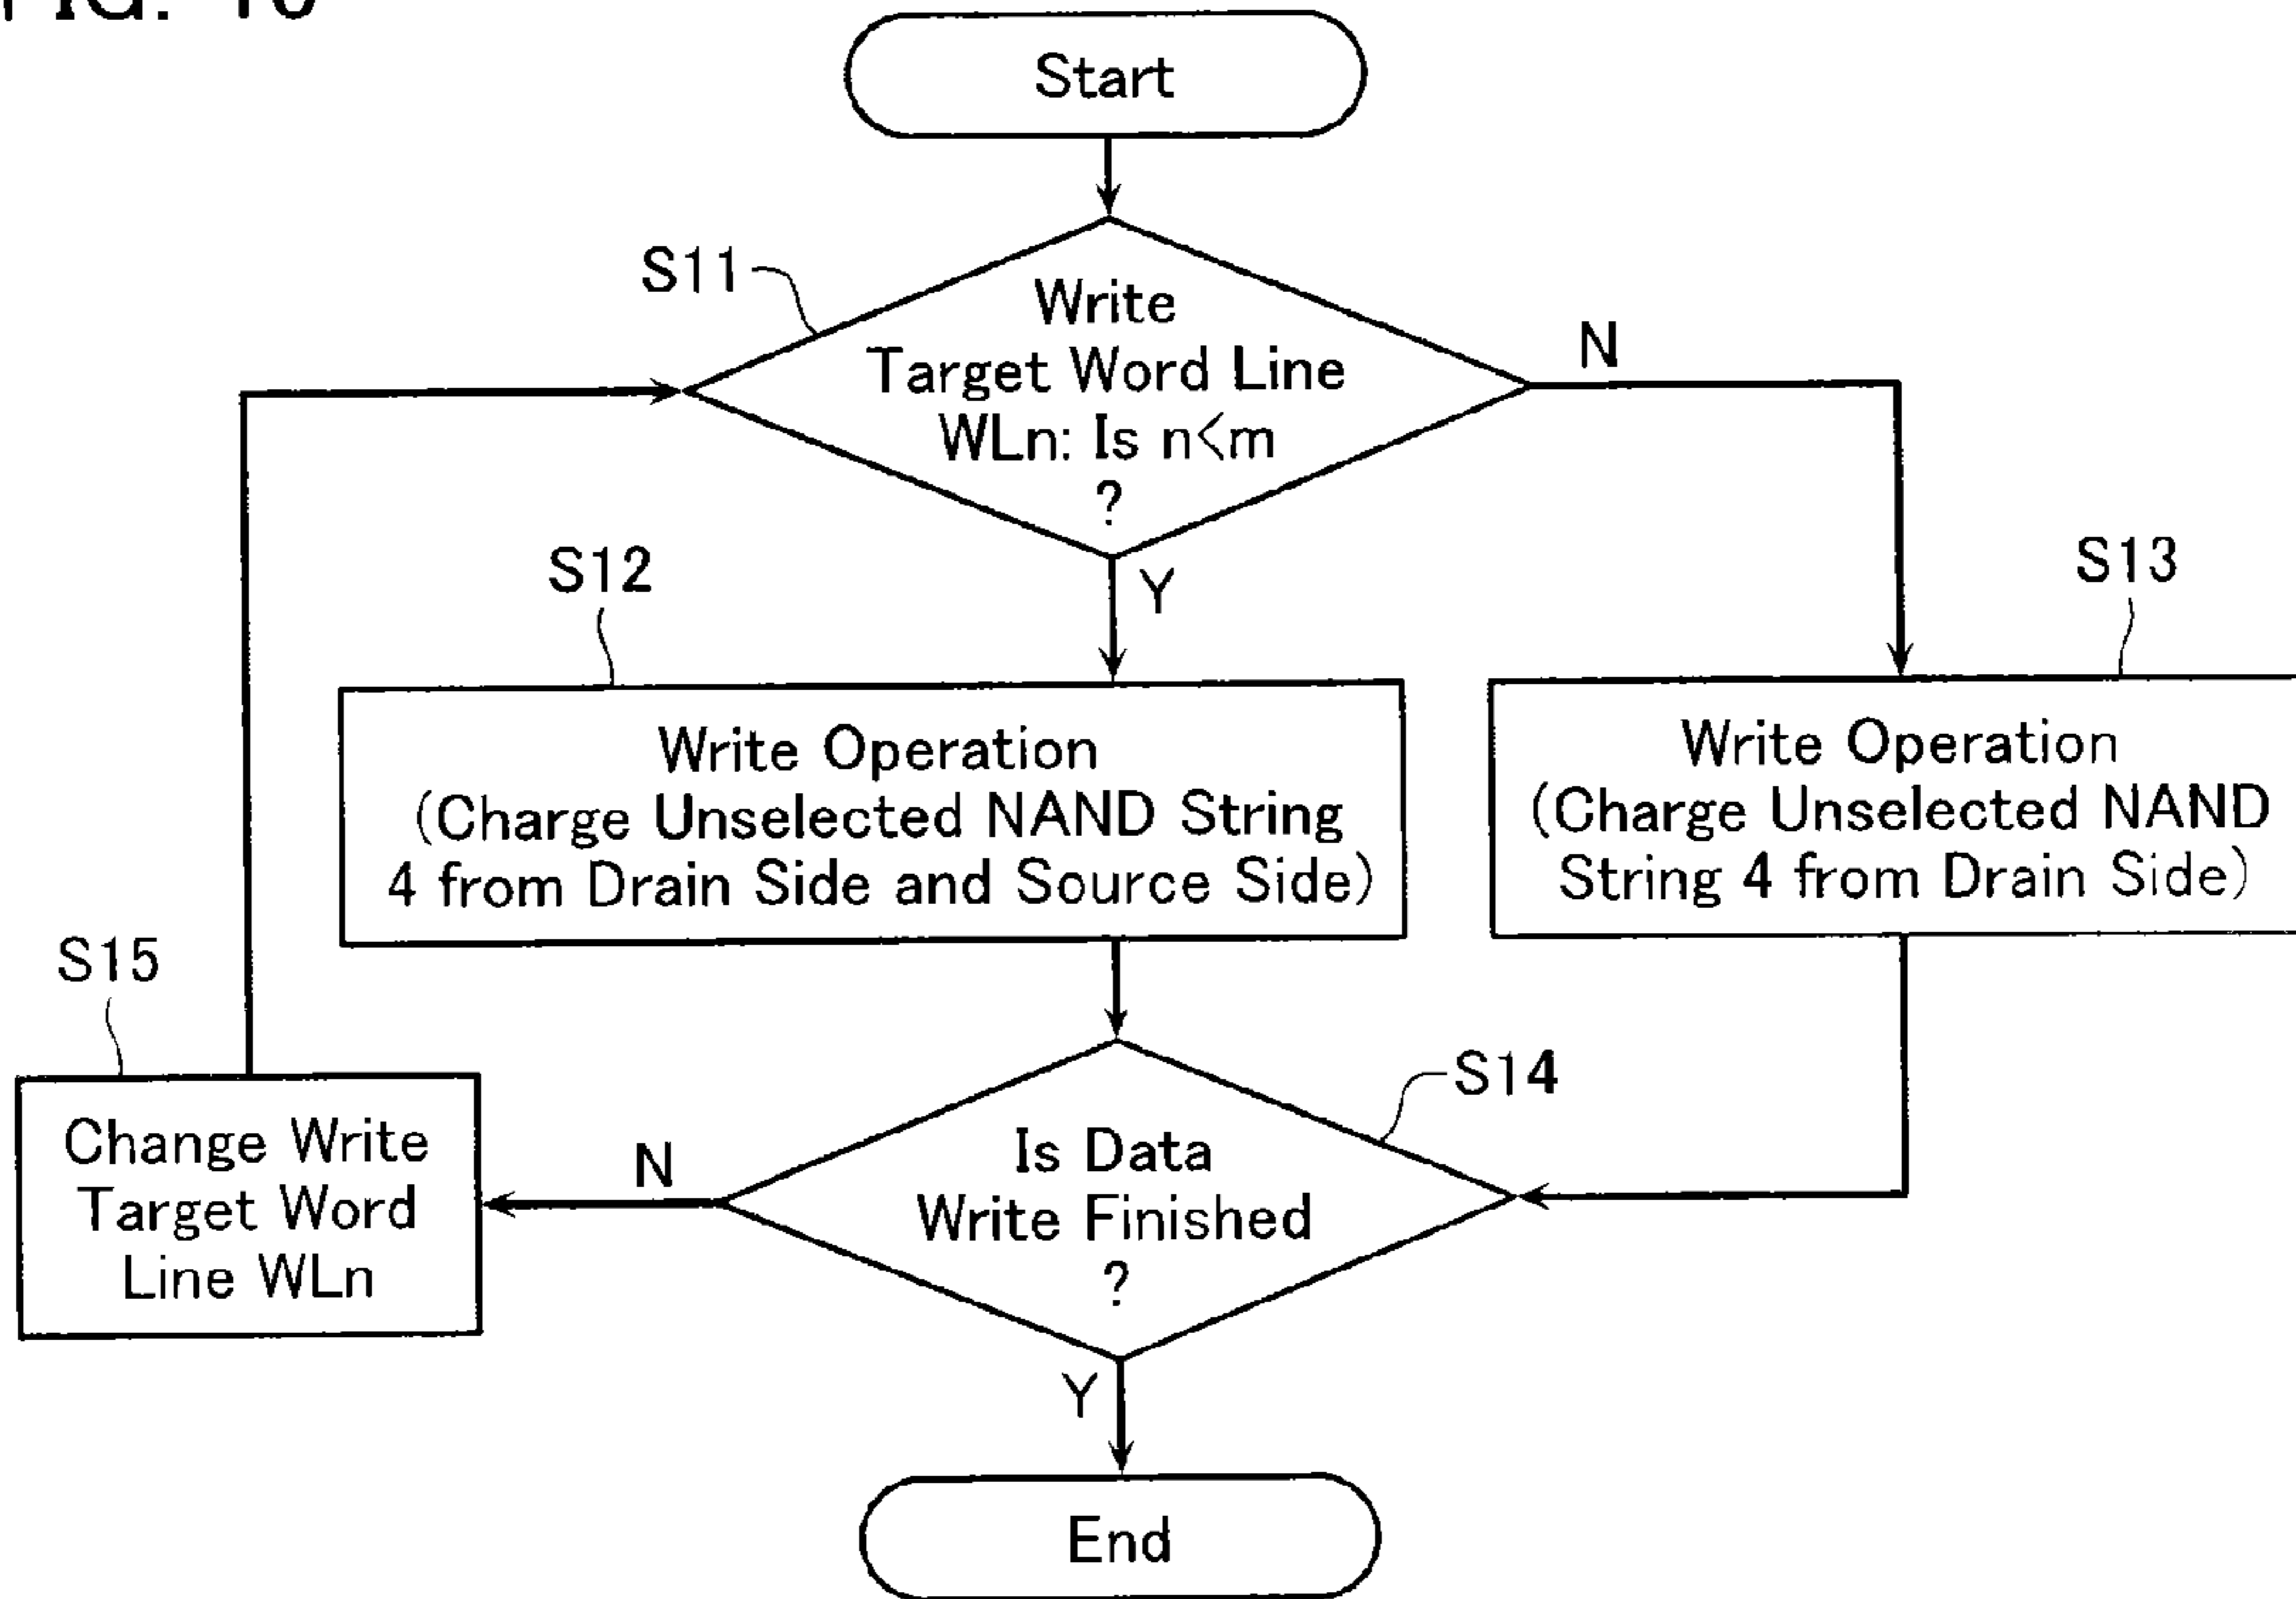 Start
S11
Write
Target Word Line
WLn: Is n<m
?
N
Y
S12
Write Operation
(Charge Unselected NAND String
4 from Drain Side and Source Side)
S13
Write Operation
(Charge Unselected NAND
String 4 from Drain Side)
S14
Is Data
Write Finished
?
N
S15
Change Write
Target Word
Line WLn
Y
End